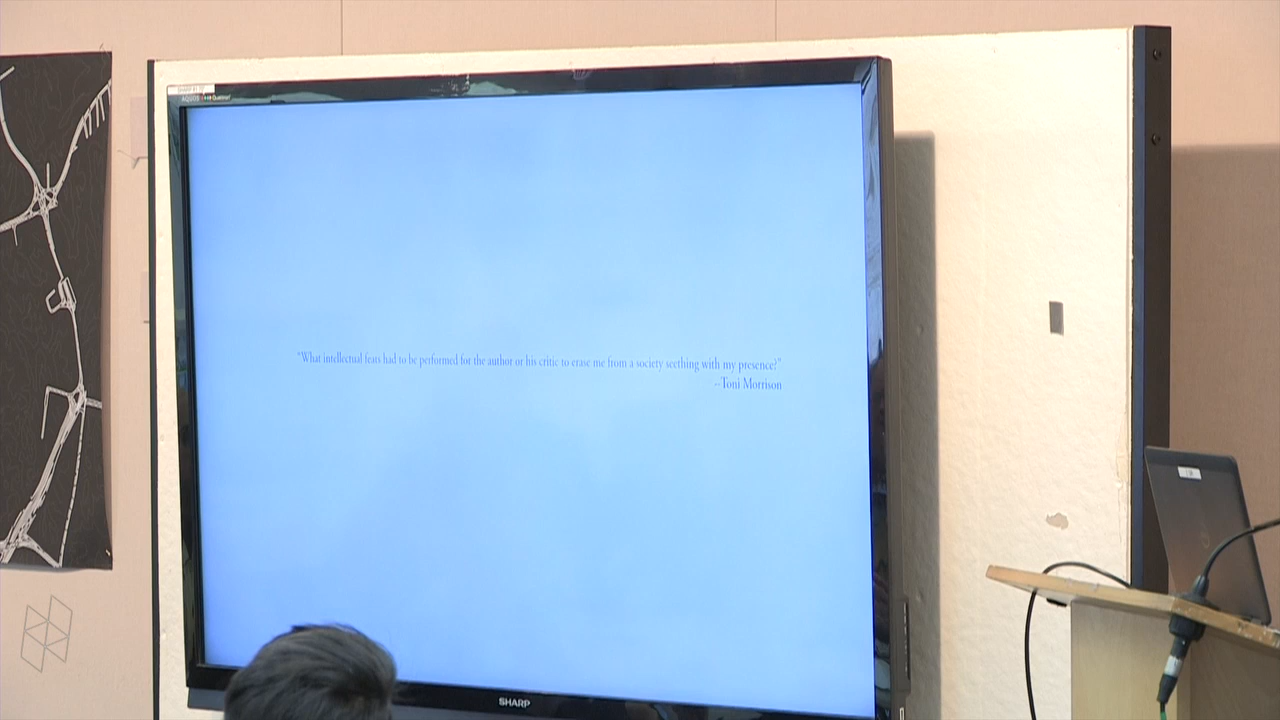 "What intellectual feats had to be performed for the author or his critic to erase me from a society seething with my presence?"
--Toni Morrison
SHARP